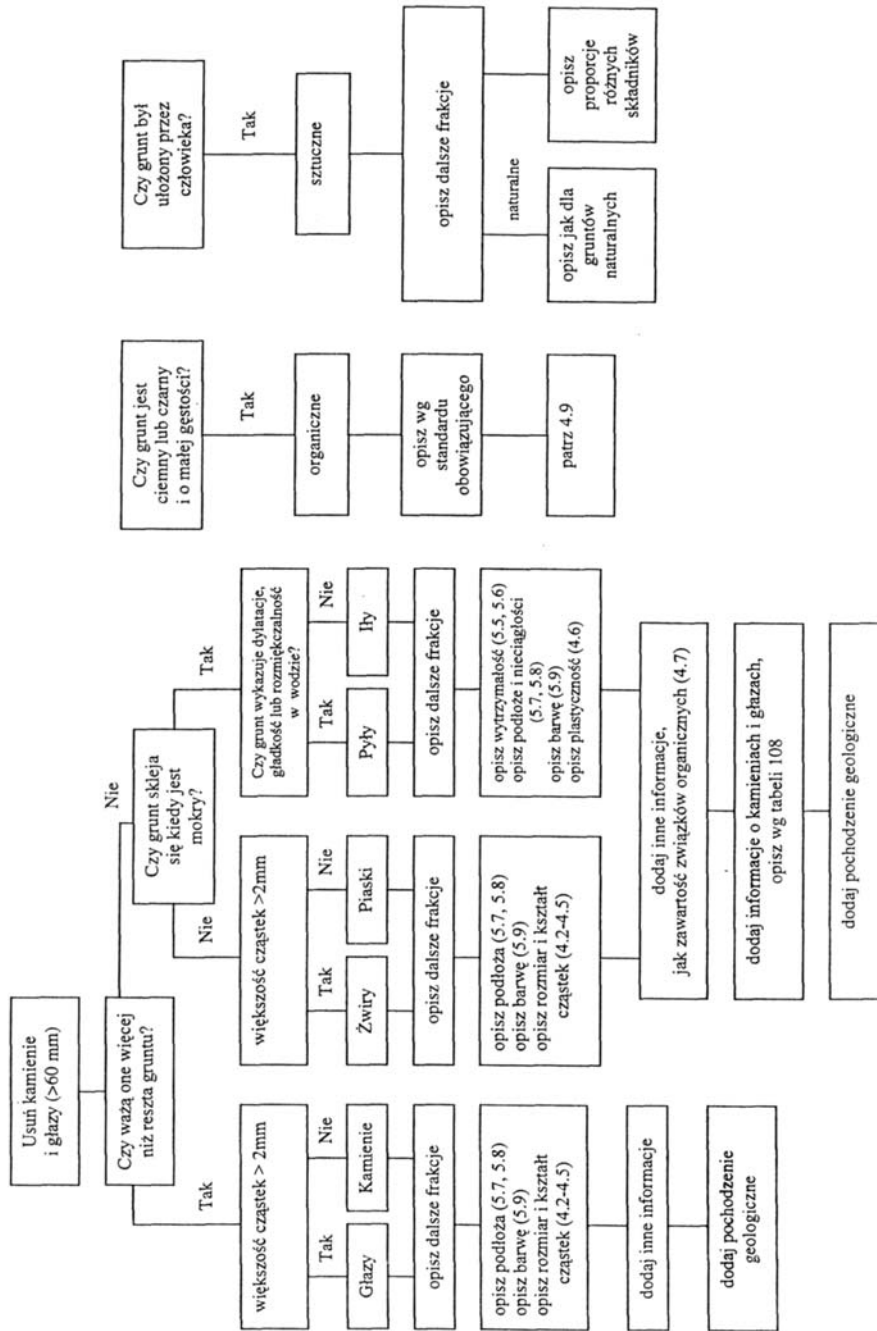 Usuń kamienie
i głazy (>60 mm)
Czy ważą one więcej
niż reszta gruntu?
Tak
Nie
większość cząstek > 2mm
Tak
Nie
Głazy
Kamienie
opisz dalsze frakcje
opisz podłoża (5.7, 5.8)
opisz barwę (5.9)
opisz rozmiar i kształt
cząstek (4.2-4.5)
dodaj inne informacje
dodaj pochodzenie
geologiczne
Czy grunt skleja
się kiedy jest
mokry?
Nie
Tak
większość cząstek >2mm
Tak
Nie
Żwiry
Piaski
opisz dalsze frakcje
opisz podłoża (5.7, 5.8)
opisz barwę (5.9)
opisz rozmiar i kształt
cząstek (4.2-4.5)
Czy grunt wykazuje dylatacje,
gładkość lub rozmiękczalność
w wodzie?
Tak
Nie
Pyły
Iły
opisz dalsze frakcje
opisz wytrzymałość (5.5, 5.6)
opisz podłoże i nieciągłości
(5.7, 5.8)
opisz barwę (5.9)
opisz plastyczność (4.6)
dodaj inne informacje,
jak zawartość związków organicznych (4.7)
dodaj informacje o kamieniach i głazach,
opisz wg tabeli 108
dodaj pochodzenie geologiczne
Czy grunt jest
ciemny lub czarny
i o małej gęstości?
Tak
organiczne
opisz wg
standardu
obowiązującego
patrz 4.9
Czy grunt był
ułożony przez
człowieka?
Tak
sztuczne
opisz dalsze frakcje
naturalne
opisz jak dla
gruntów
naturalnych
opisz
proporcje
różnych
składników